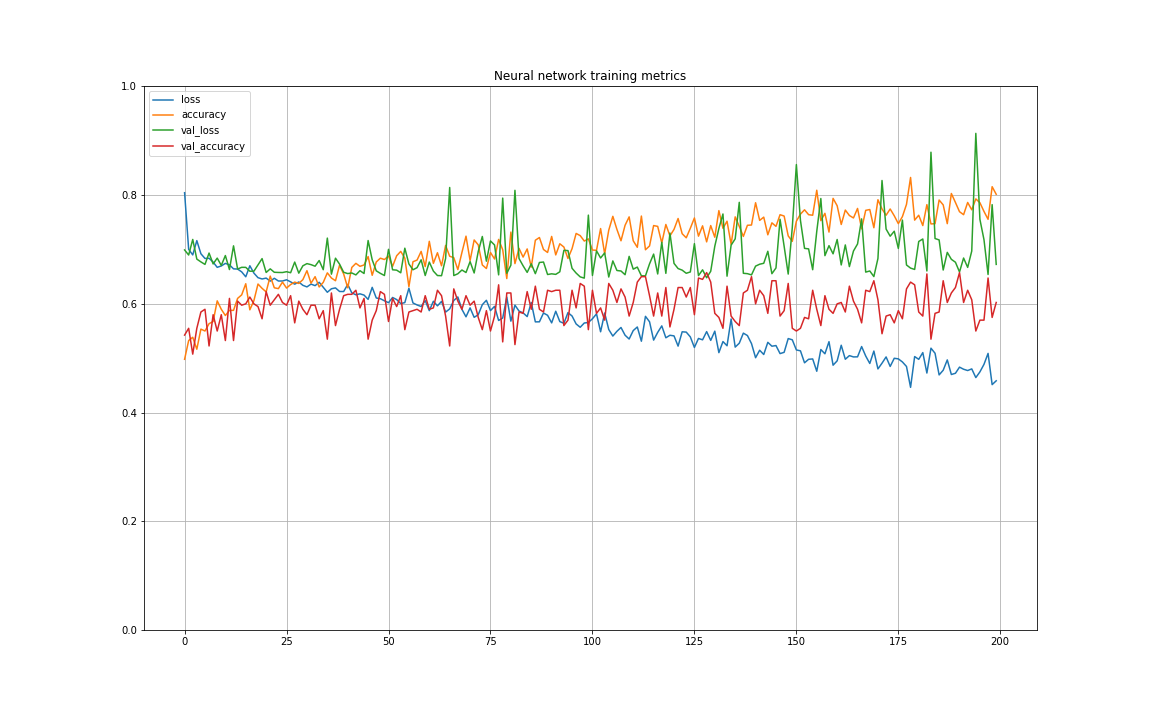 Neural network training metrics
1.0
loss
accuracy
val_loss
val_accuracy
0.8
0.6
0.4
0.2
0.0
0 25 50 75 100 125 150 175 200